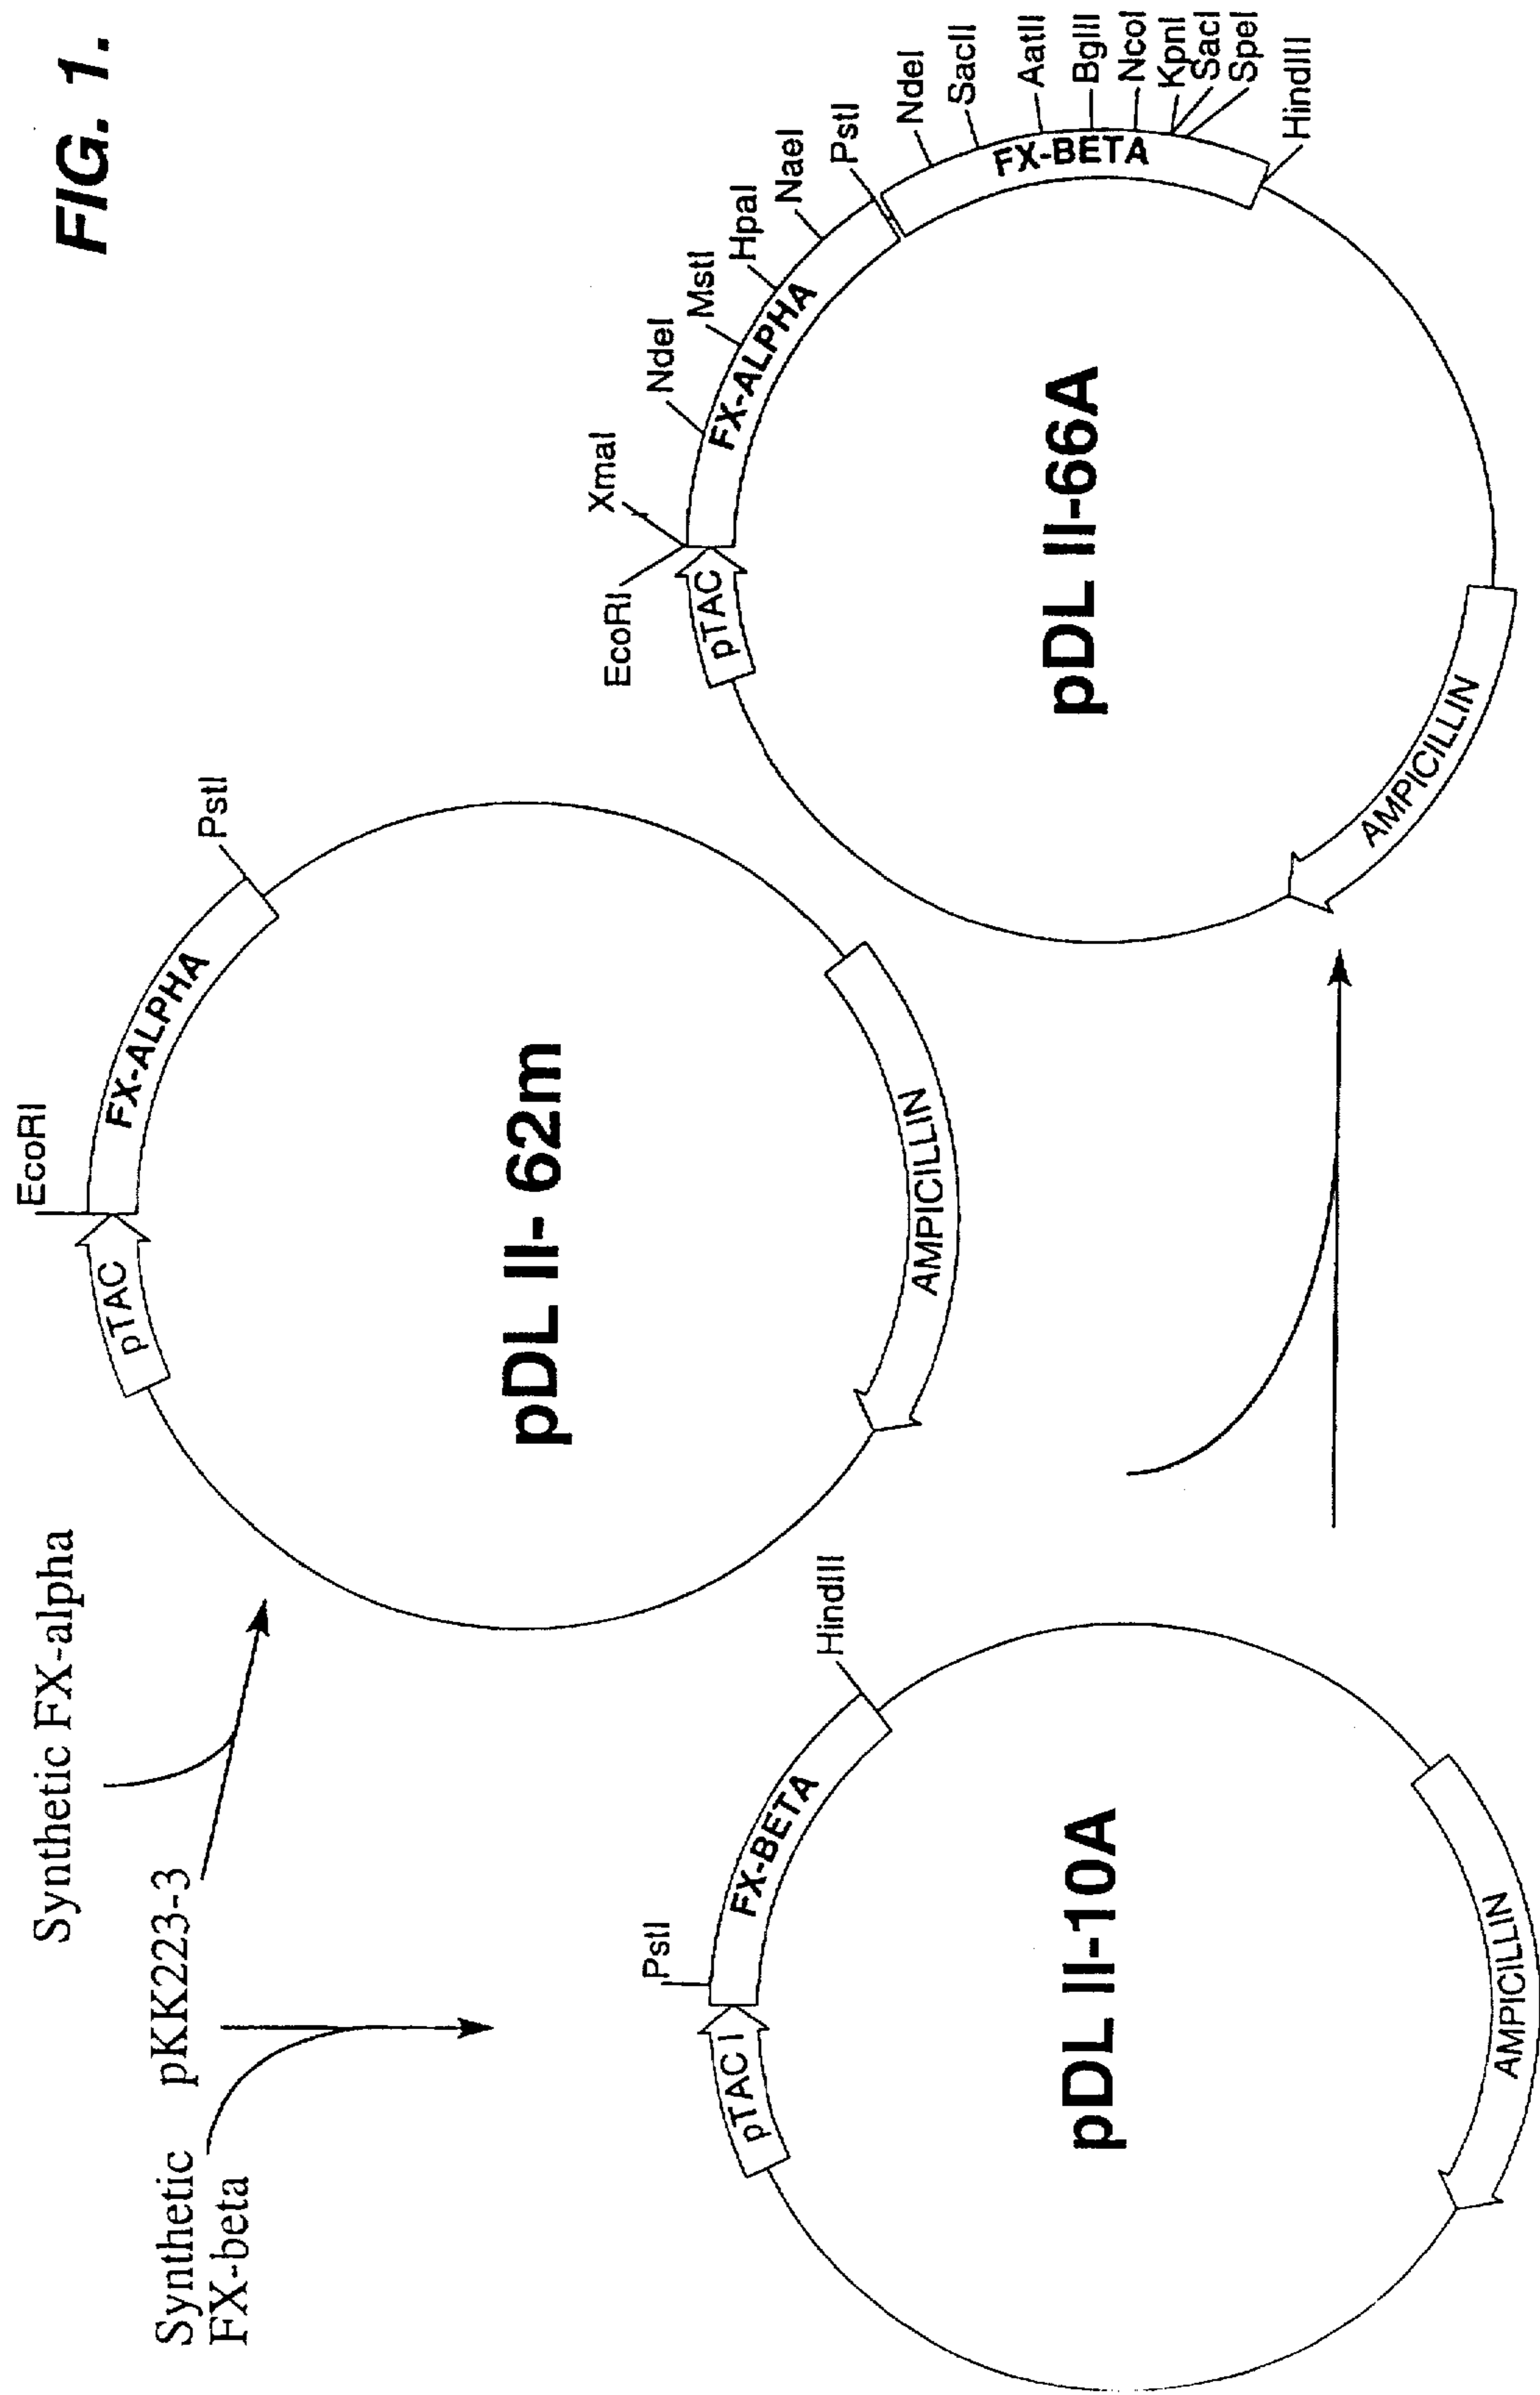 FIG. 1.
Synthetic FX-alpha
Synthetic
FX-beta
pKK223-3
EcoRI
pTAC
FX-ALPHA
PstI
pDL II- 62m
AMPICILLIN
PstI
pTAC I
FX-BETA
HindIII
pDL II-10A
AMPICILLIN
EcoRI
XmaI
pTAC
FX-ALPHA
NdeI
MstI
HpaI
NaeI
PstI
NdeI
SacII
AatII
BglII
NcoI
KpnI
SacI
SpeI
FX-BETA
HindIII
pDL II-66A
AMPICILLIN